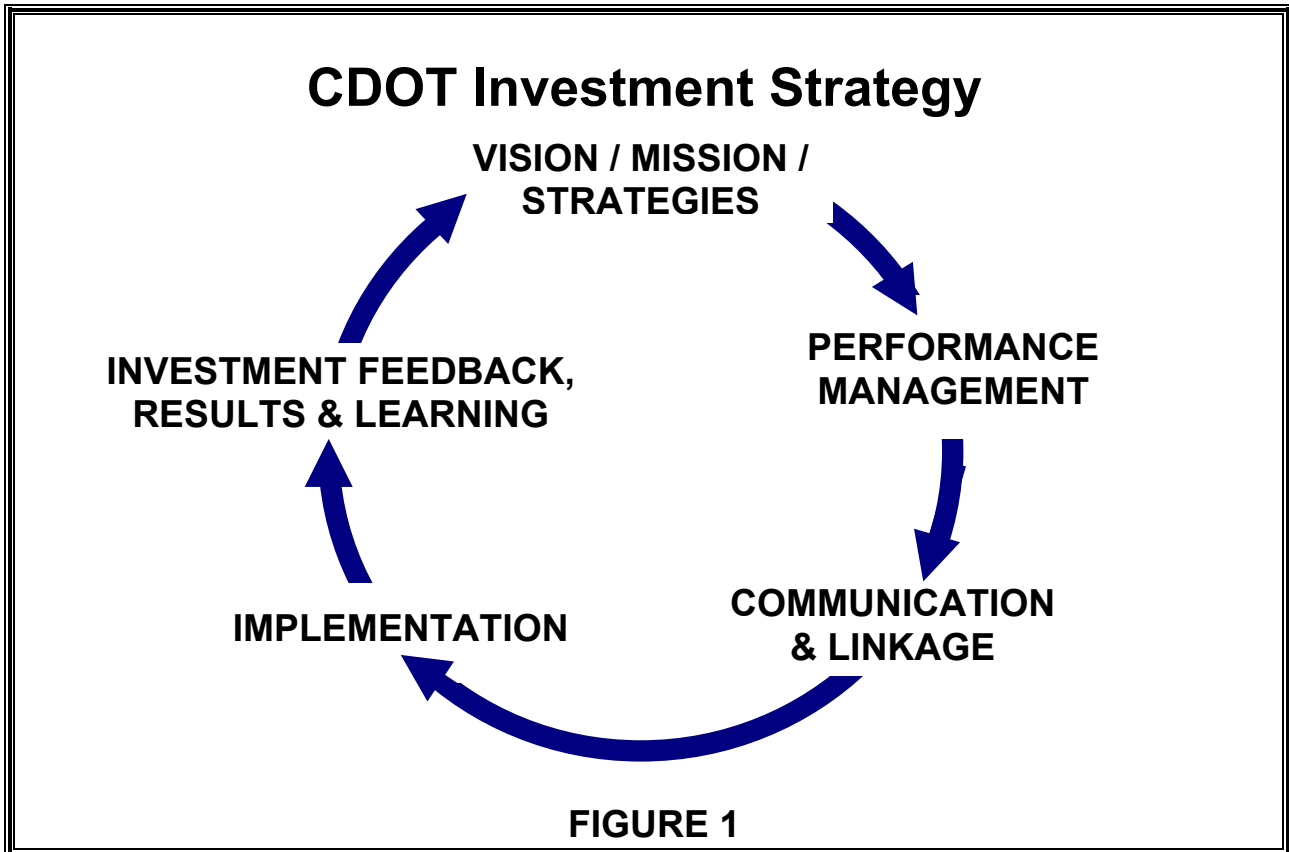 CDOT Investment Strategy
VISION / MISSION /
STRATEGIES
PERFORMANCE
MANAGEMENT
COMMUNICATION
& LINKAGE
IMPLEMENTATION
INVESTMENT FEEDBACK,
RESULTS & LEARNING
FIGURE 1